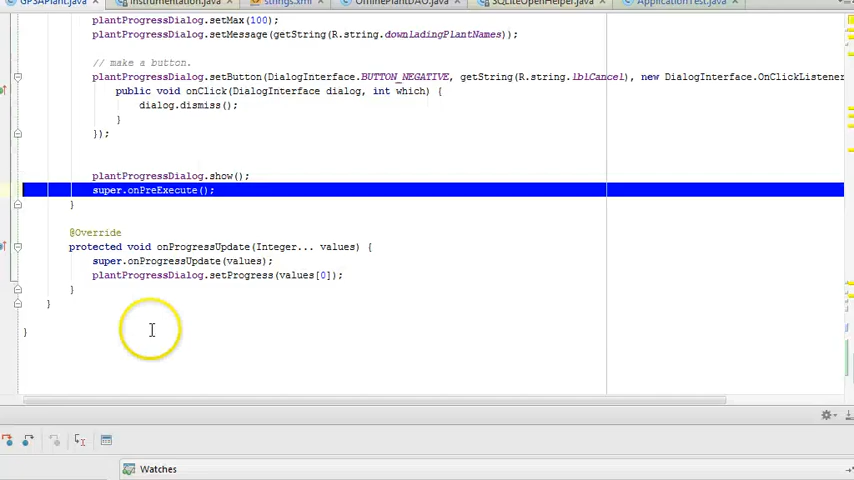 GPSAPlant.java Instrumentation.java strings.xml OfflinePlantDAO.java SQLiteOpenHelper.java ApplicationTest.java
plantProgressDialog.setMax(100);
plantProgressDialog.setMessage(getString(R.string.downladingPlantNames));
// make a button.
plantProgressDialog.setButton(DialogInterface.BUTTON_NEGATIVE, getString(R.string.lblCancel), new DialogInterface.OnClickListener
public void onClick(DialogInterface dialog, int which) {
dialog.dismiss();
}
});
plantProgressDialog.show();
super.onPreExecute();
}
@Override
protected void onProgressUpdate(Integer... values) {
super.onProgressUpdate(values);
plantProgressDialog.setProgress(values[0]);
}
}
}
Watches